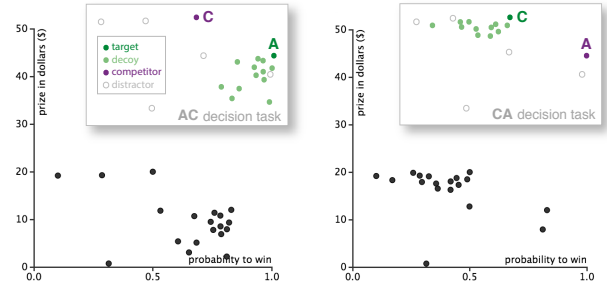 prize in dollars ($)
50
40
30
20
10
0
0.0
0.5
1.0
probability to win
C
A
target
decoy
competitor
distractor
AC decision task
prize in dollars ($)
50
40
30
20
10
0
0.0
0.5
1.0
probability to win
C
A
CA decision task